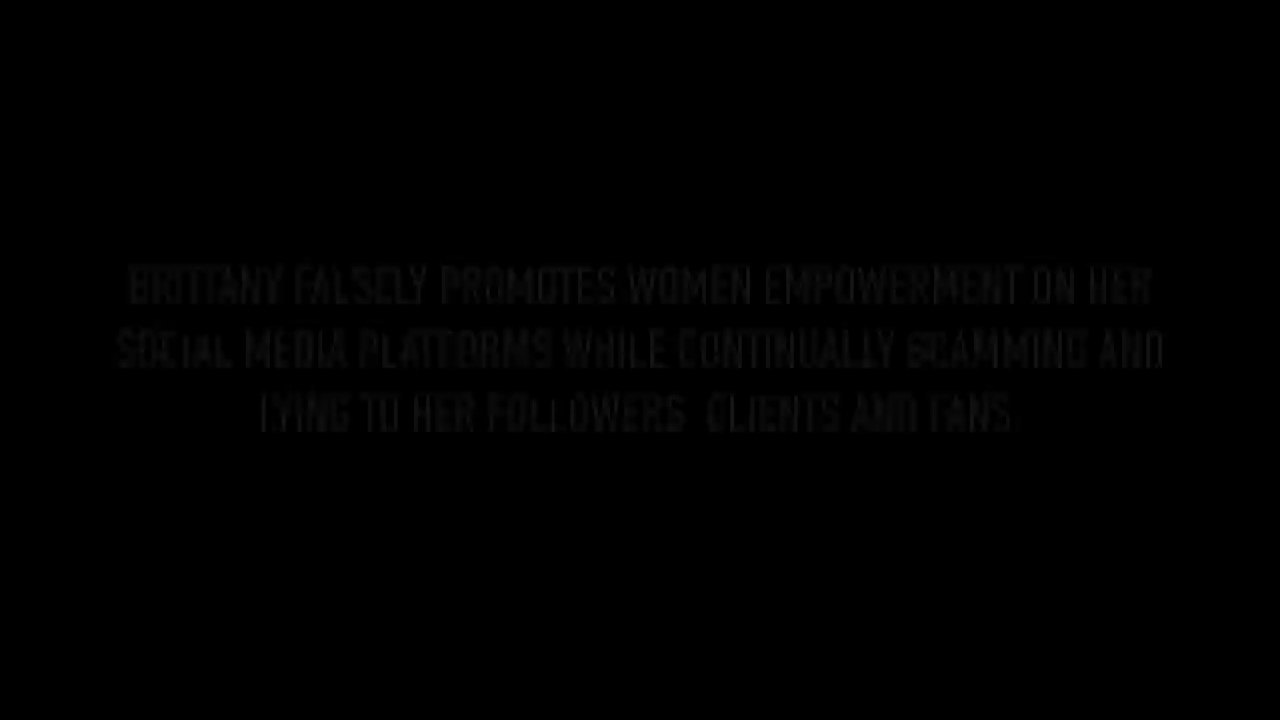 BRITTANY FALSELY PROMOTES WOMEN EMPOWERMENT ON HER
SOCIAL MEDIA PLATFORMS WHILE CONTINUALLY SCAMMING AND
LYING TO HER FOLLOWERS CLIENTS AND FANS